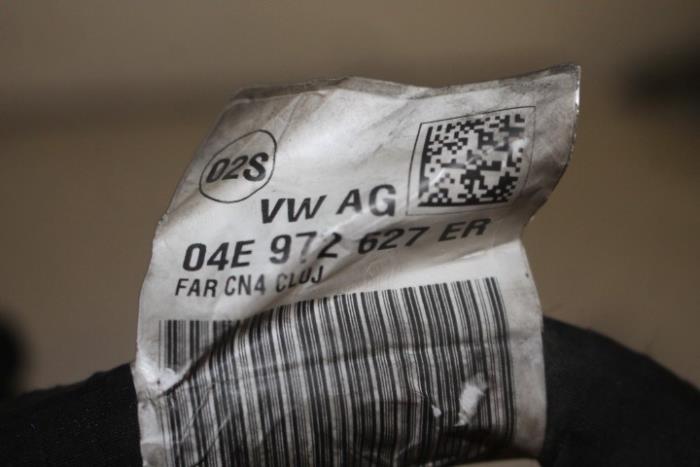 02S
VW AG
04E 972 627 ER
FAR CN4 CLUJ